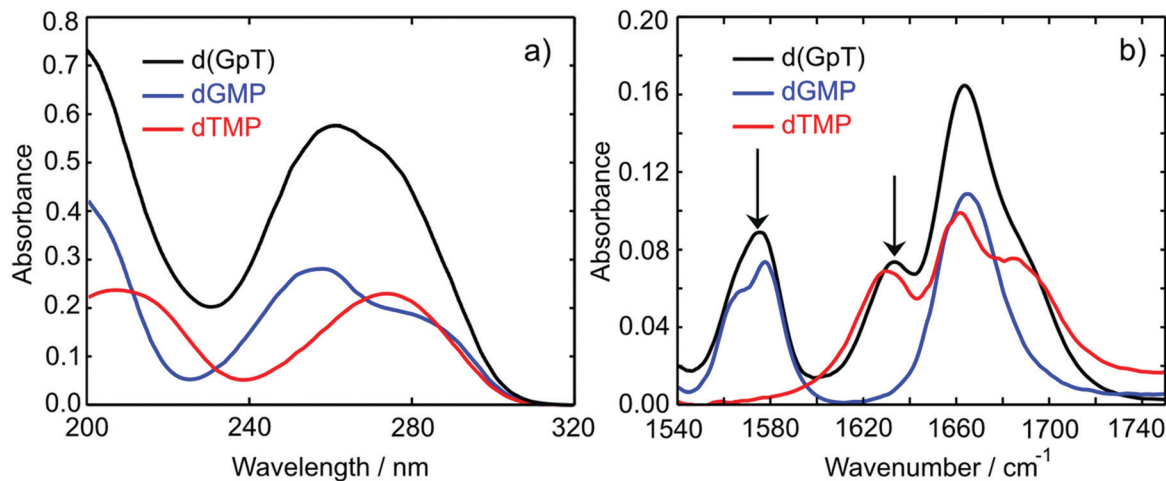 a)
d(GpT)
dGMP
dTMP
Absorbance
0.8
0.7
0.6
0.5
0.4
0.3
0.2
0.1
0.0
200
240
280
320
Wavelength / nm
b)
d(GpT)
dGMP
dTMP
Absorbance
0.20
0.16
0.12
0.08
0.04
0.00
1540
1580
1620
1660
1700
1740
Wavenumber / cm⁻¹